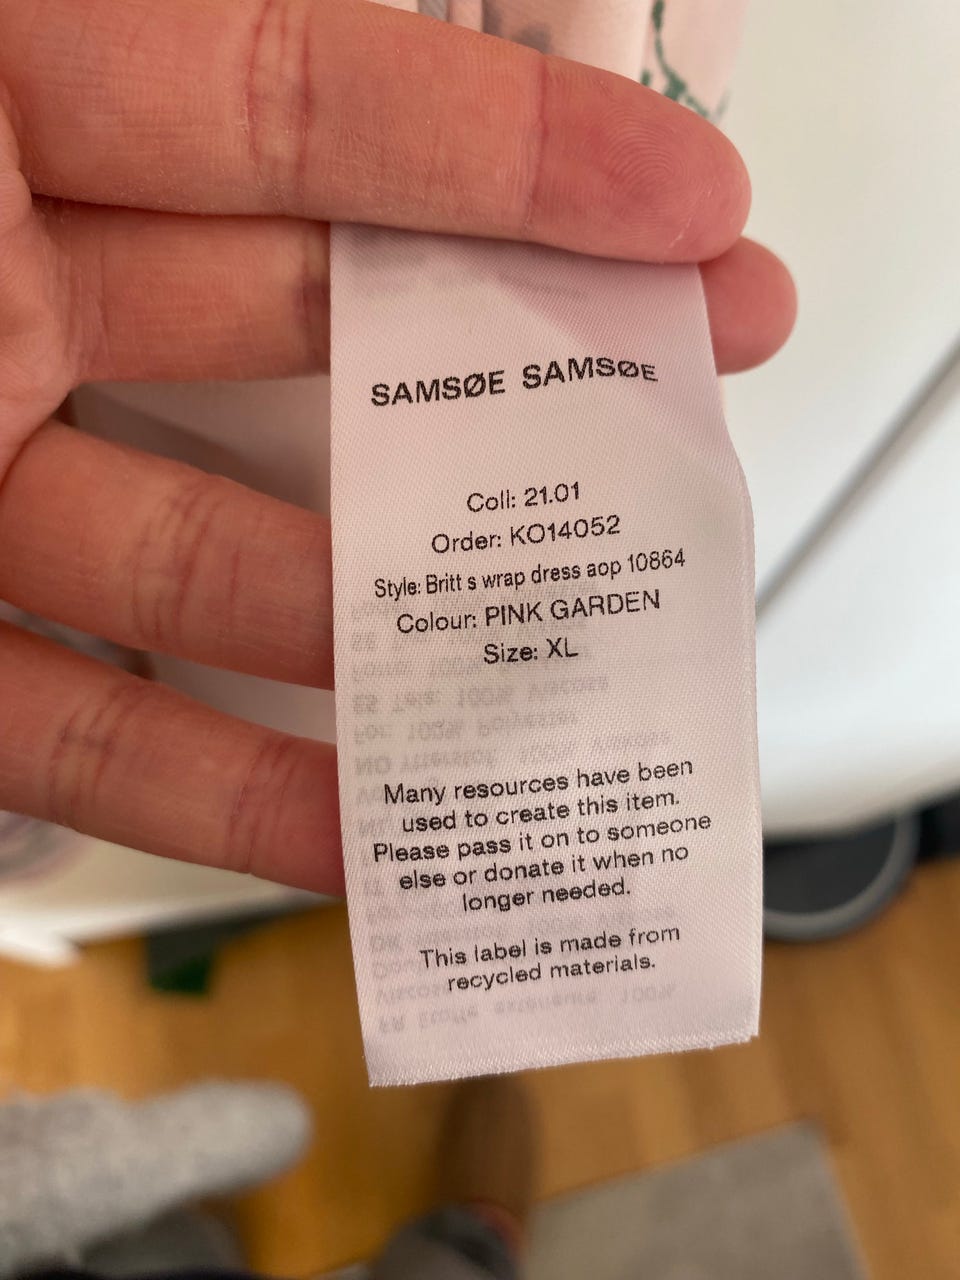 SAMSØE SAMSØE
Coll: 21.01
Order: KO14052
Style: Britt s wrap dress aop 10864
Colour: PINK GARDEN
Size: XL
Many resources have been
used to create this item.
Please pass it on to someone
else or donate it when no
longer needed.
This label is made from
recycled materials.